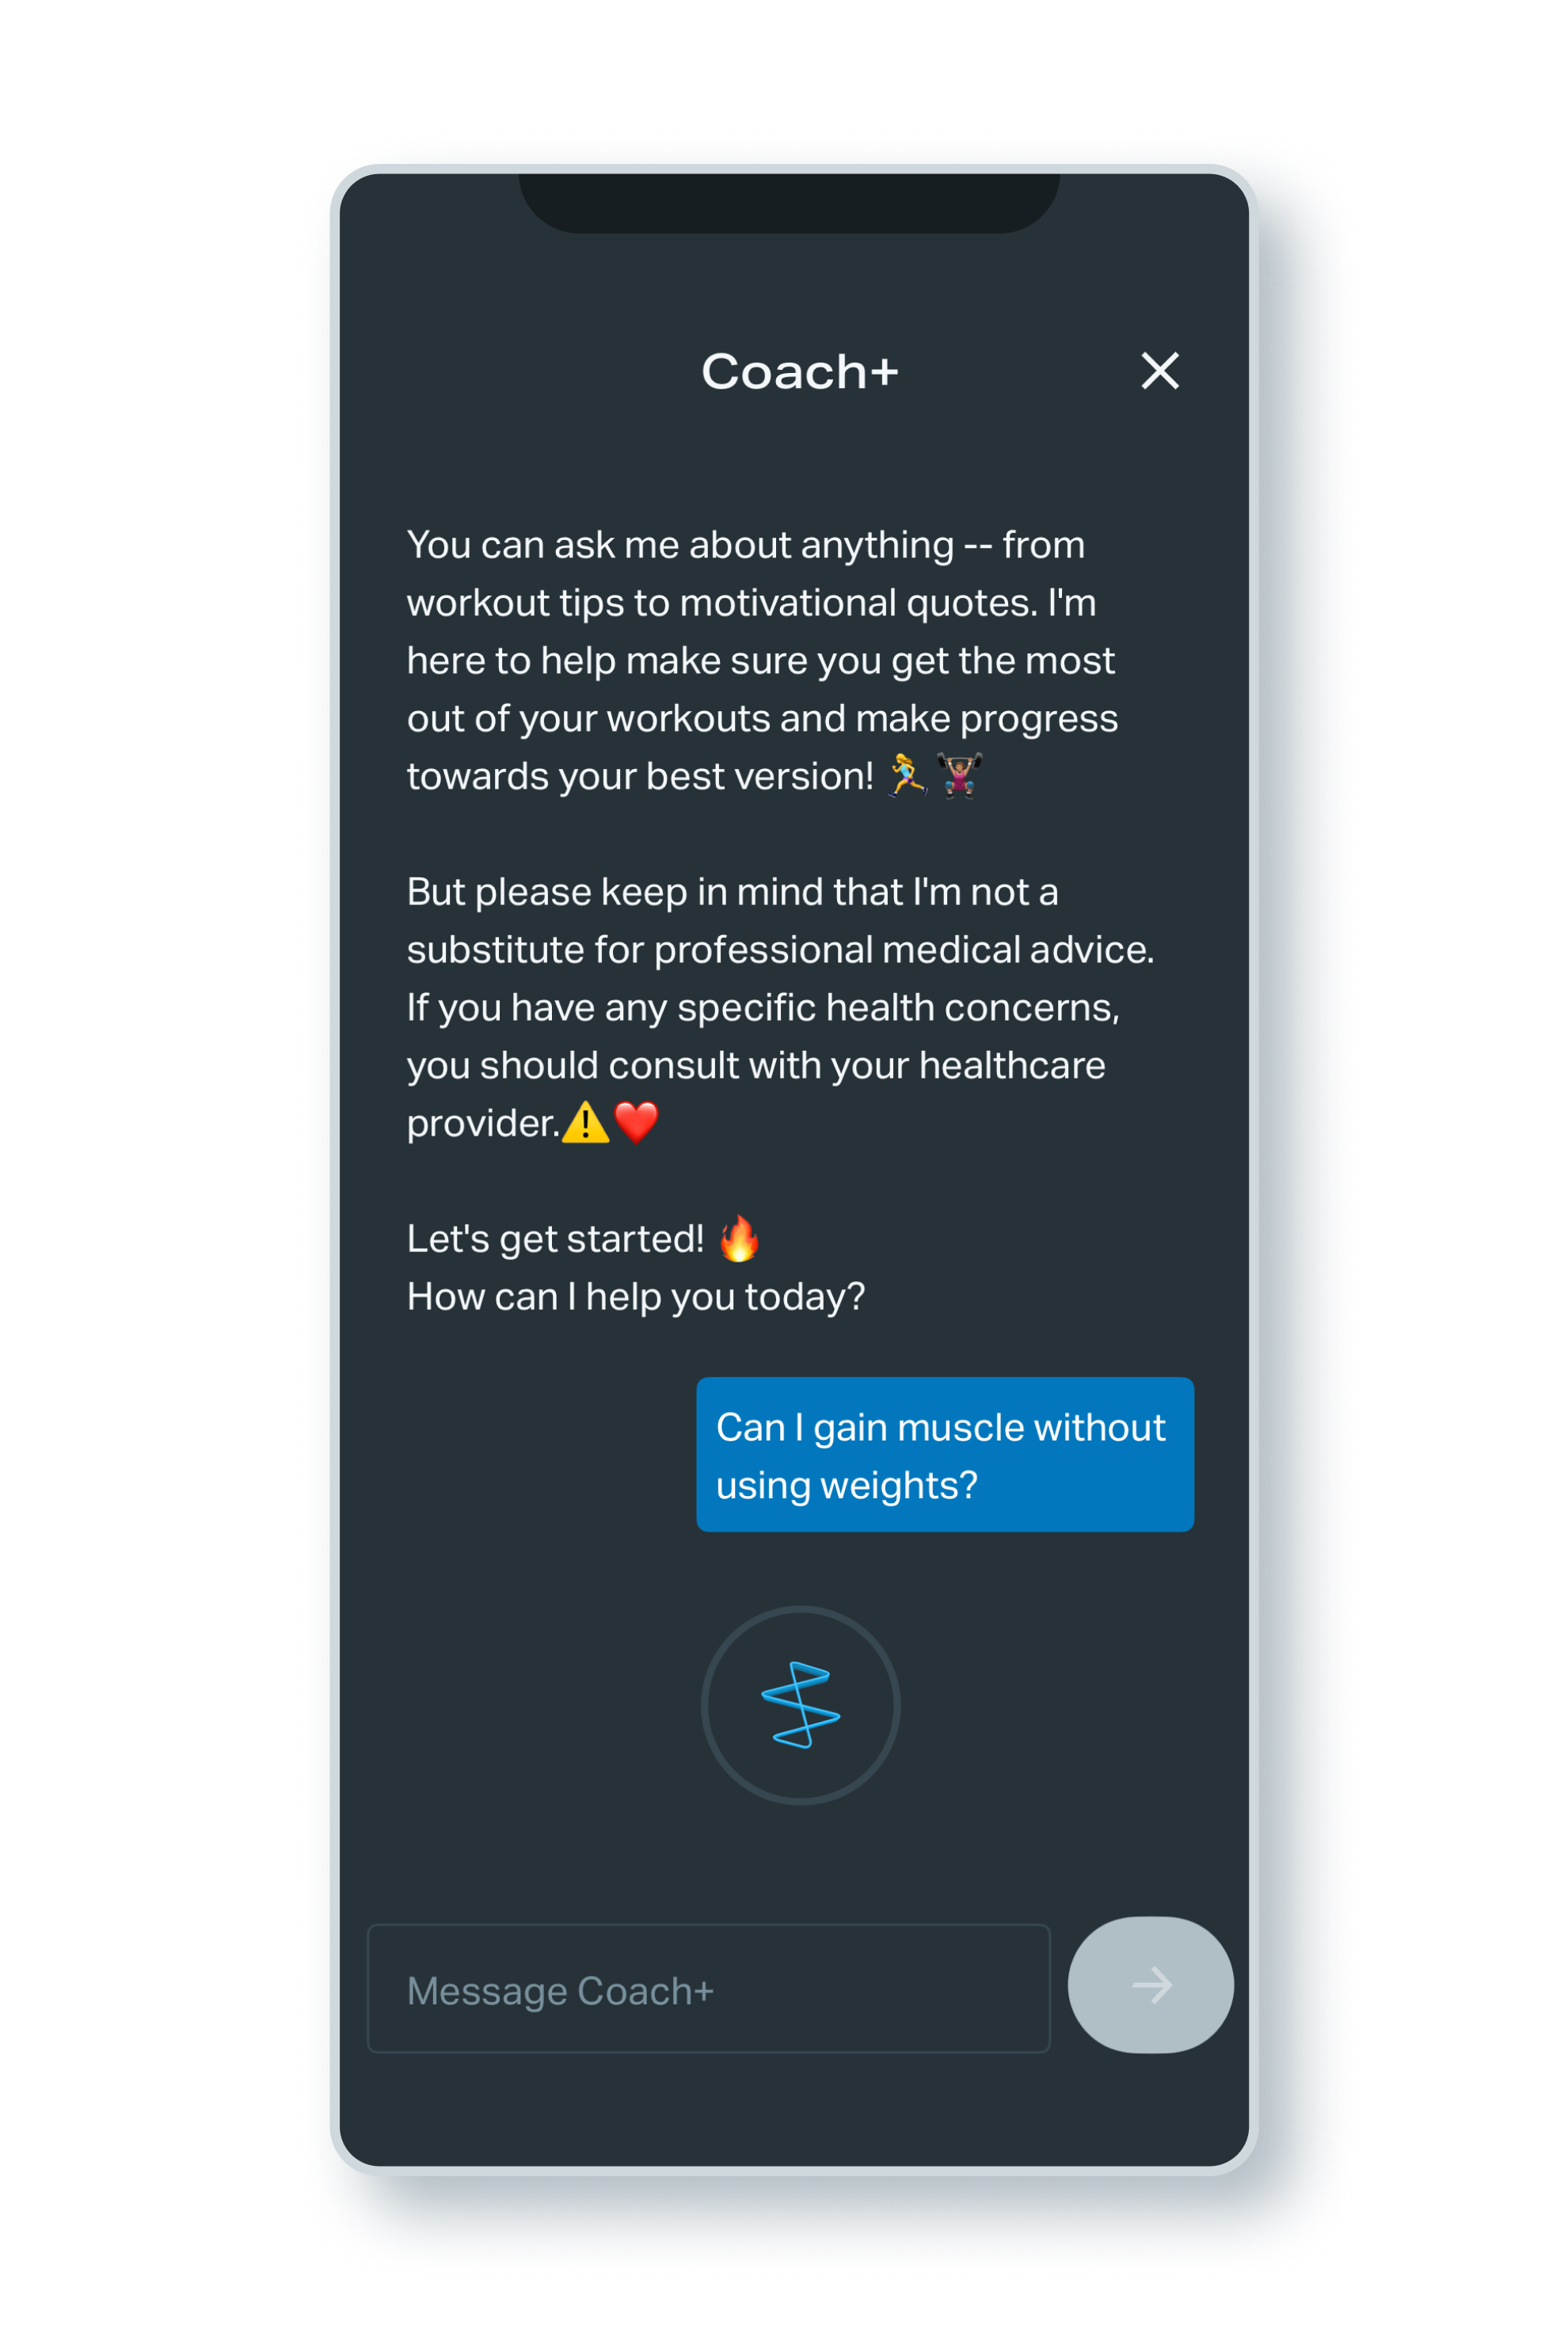 Coach+
You can ask me about anything -- from
workout tips to motivational quotes. I'm
here to help make sure you get the most
out of your workouts and make progress
towards your best version! 🏃‍♀️🏋🏽‍♀️
But please keep in mind that I'm not a
substitute for professional medical advice.
If you have any specific health concerns,
you should consult with your healthcare
provider.⚠️❤️
Let's get started! 🔥
How can I help you today?
Can I gain muscle without
using weights?
Message Coach+